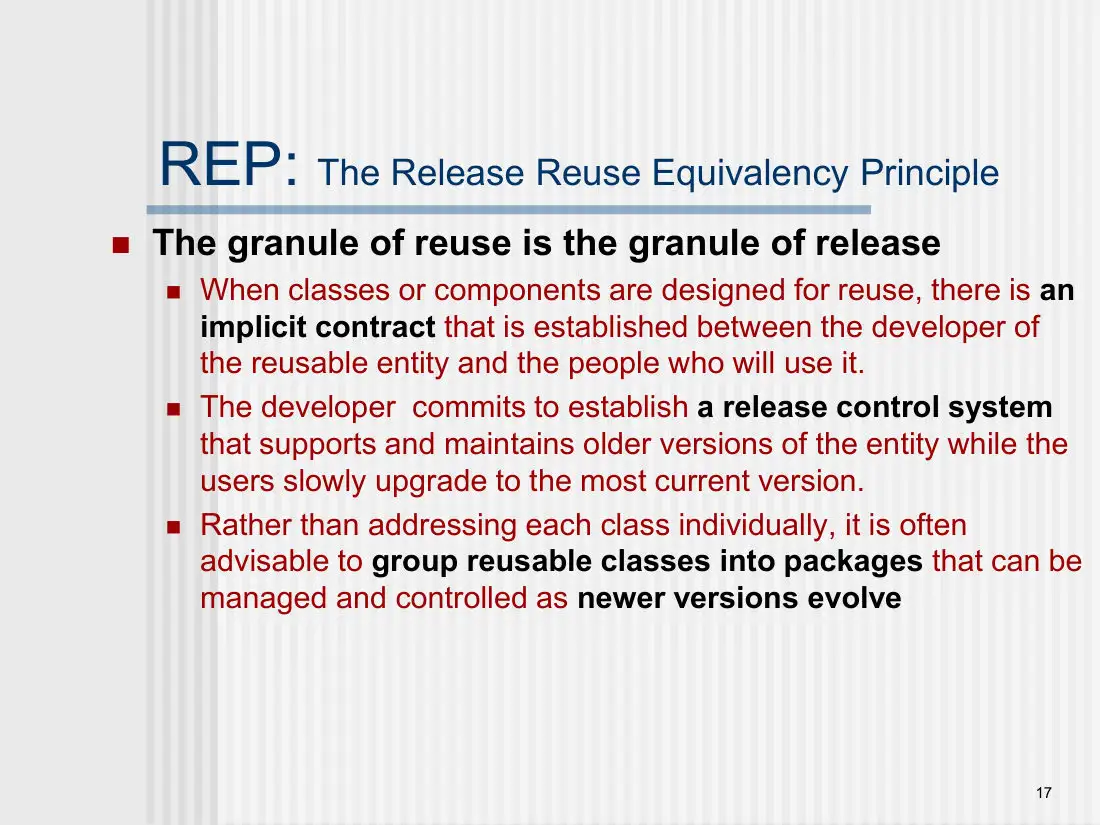 REP: The Release Reuse Equivalency Principle
The granule of reuse is the granule of release
When classes or components are designed for reuse, there is an
implicit contract that is established between the developer of
the reusable entity and the people who will use it.
The developer  commits to establish a release control system
that supports and maintains older versions of the entity while the
users slowly upgrade to the most current version.
Rather than addressing each class individually, it is often
advisable to group reusable classes into packages that can be
managed and controlled as newer versions evolve
17